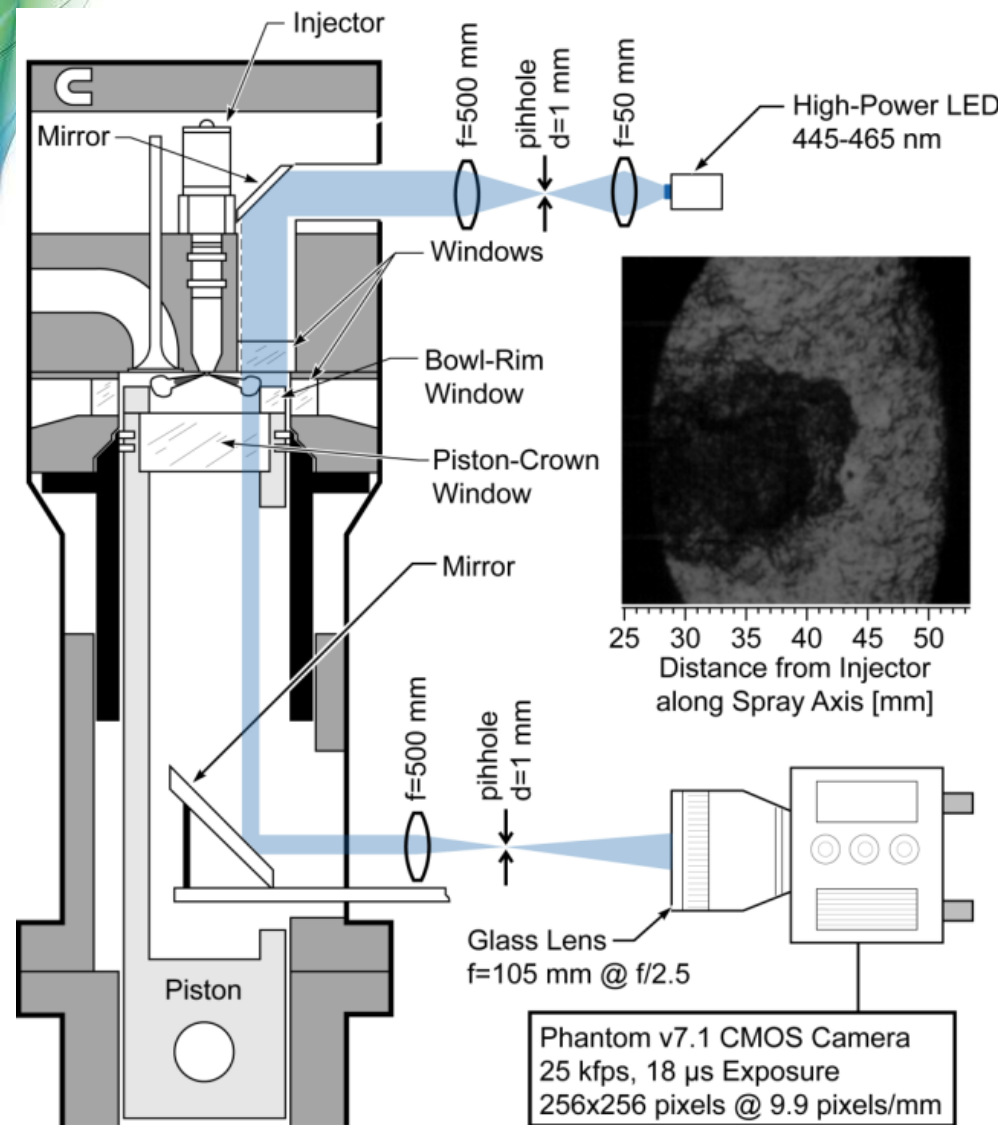 Injector
Mirror
f=500 mm
pihhole
d=1 mm
f=50 mm
High-Power LED
445-465 nm
Windows
Bowl-Rim
Window
Piston-Crown
Window
Mirror
25 30 35 40 45 50
Distance from Injector
along Spray Axis [mm]
f=500 mm
pihhole
d=1 mm
Glass Lens
f=105 mm @ f/2.5
Piston
Phantom v7.1 CMOS Camera
25 kfps, 18 µs Exposure
256x256 pixels @ 9.9 pixels/mm